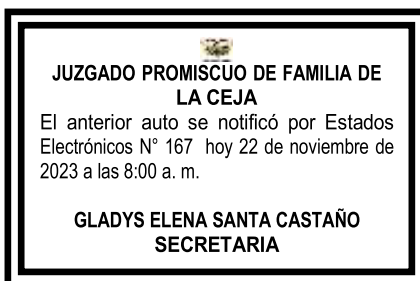 JUZGADO PROMISCUO DE FAMILIA DE
LA CEJA
El anterior auto se notificó por Estados
Electrónicos N° 167 hoy 22 de noviembre de
2023 a las 8:00 a. m.
GLADYS ELENA SANTA CASTAÑO
SECRETARIA